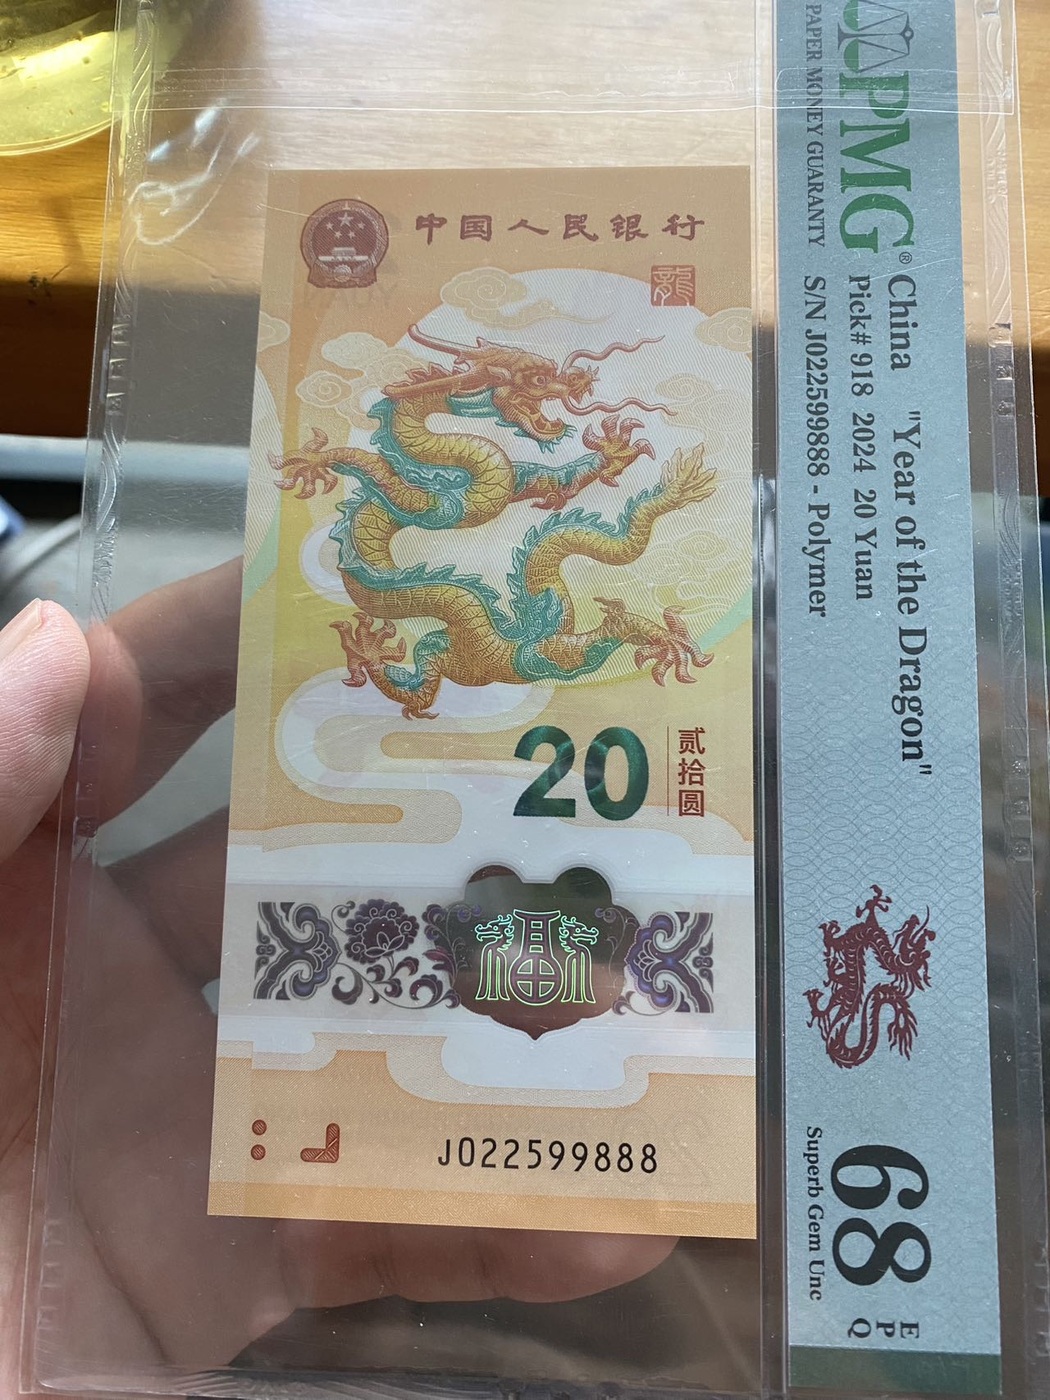 中国人民银行
龍
20
贰拾圆
福
J022599888
PMG®
PAPER MONEY GUARANTY
China "Year of the Dragon"
Pick# 918 2024 20 Yuan
S/N J022599888 - Polymer
68
EPQ
Superb Gem Unc